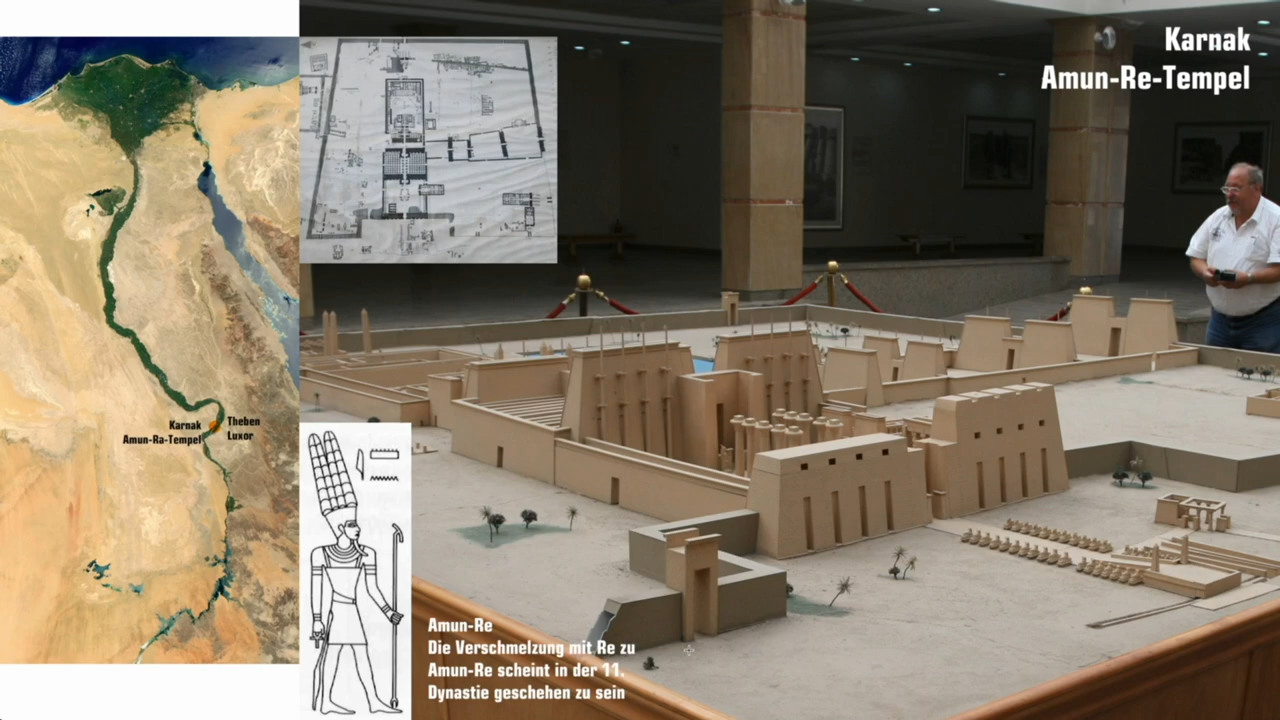 Karnak
Amun-Re-Tempel
Karnak
Amun-Ra-Tempel
Theben
Luxor
Amun-Re
Die Verschmelzung mit Re zu
Amun-Re scheint in der 11.
Dynastie geschehen zu sein